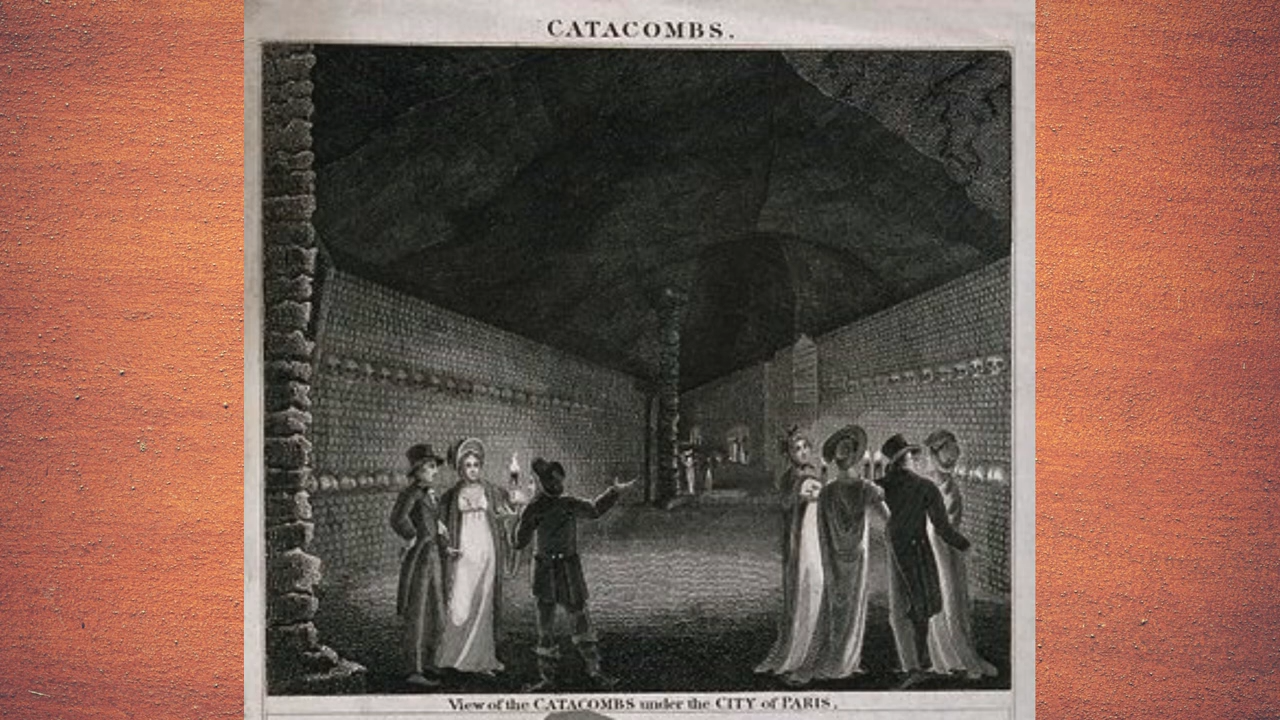 CATACOMBS.
View of the CATACOMBS under the CITY of PARIS.